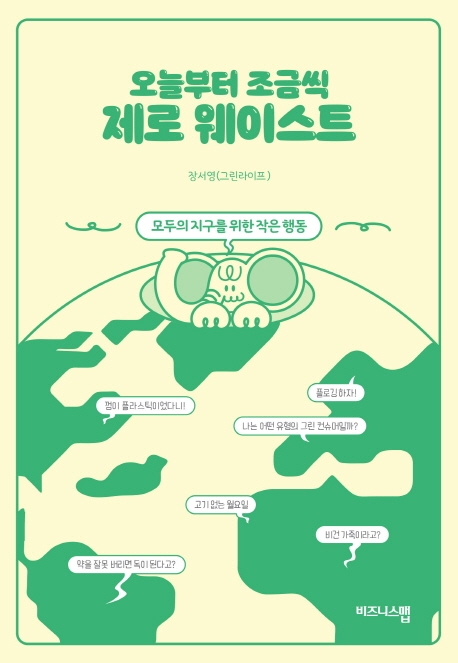 오늘부터 조금씩
제로 웨이스트
장서영(그린라이프)
모두의 지구를 위한 작은 행동
껌이 플라스틱이었다니!
플로깅하자!
나는 어떤 유형의 그린 컨슈머일까?
고기 없는 월요일
비건 가죽이라고?
약을 잘못 버리면 독이 된다고?
비즈니스맵